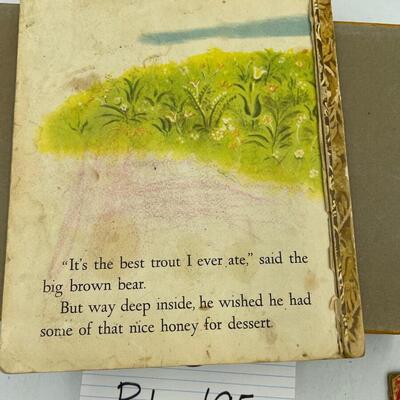 "It's the best trout I ever ate," said the
big brown bear.
But way deep inside, he wished he had
some of that nice honey for dessert.